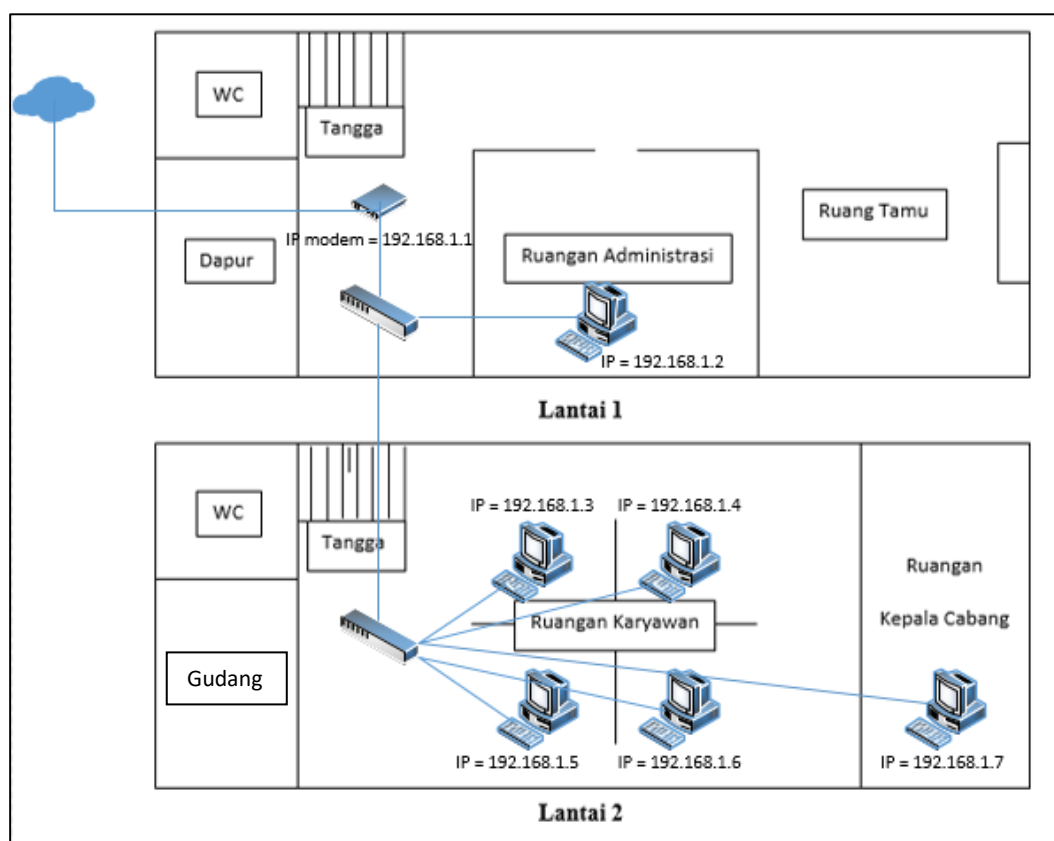 WC
Tangga
IP modem = 192.168.1.1
Dapur
Ruangan Administrasi
IP = 192.168.1.2
Ruang Tamu
Lantai 1
WC
Tangga
Gudang
IP = 192.168.1.3
IP = 192.168.1.4
Ruangan Karyawan
IP = 192.168.1.5
IP = 192.168.1.6
Ruangan
Kepala Cabang
IP = 192.168.1.7
Lantai 2